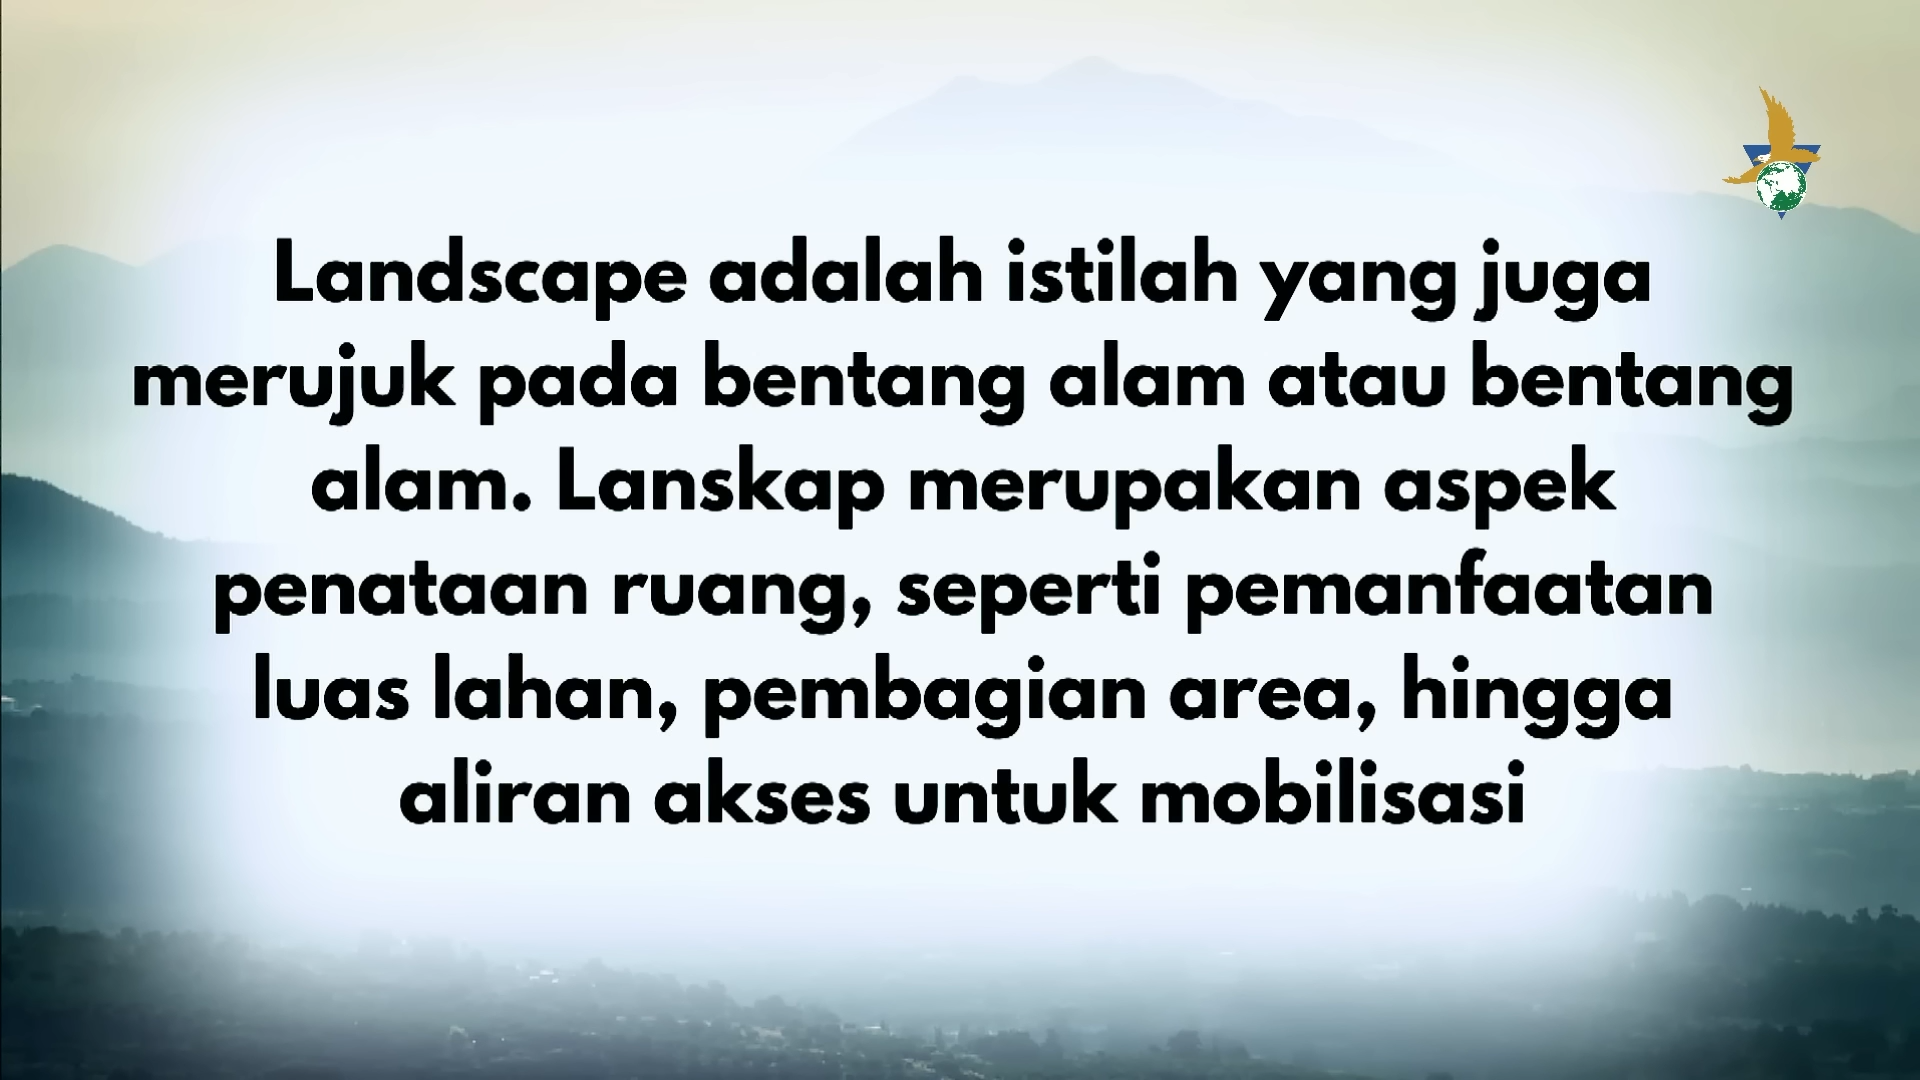 Landscape adalah istilah yang juga
merujuk pada bentang alam atau bentang
alam. Lanskap merupakan aspek
penataan ruang, seperti pemanfaatan
luas lahan, pembagian area, hingga
aliran akses untuk mobilisasi